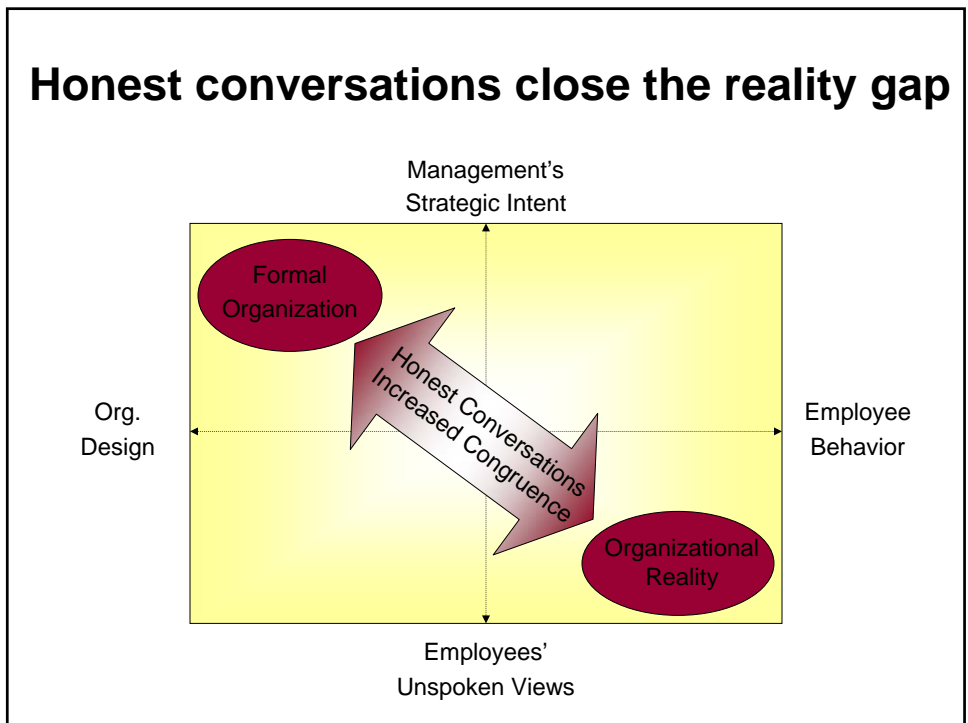 Honest conversations close the reality gap
Management's
Strategic Intent
Formal
Organization
Honest Conversations
Increased Congruence
Org.
Design
Employee
Behavior
Organizational
Reality
Employees'
Unspoken Views